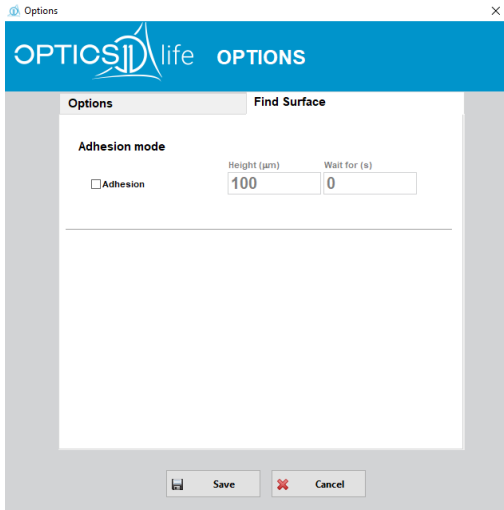 Options
OPTICS11 life OPTIONS
Options Find Surface
Adhesion mode
Height (μm) Wait for (s)
Adhesion 100 0
Save Cancel